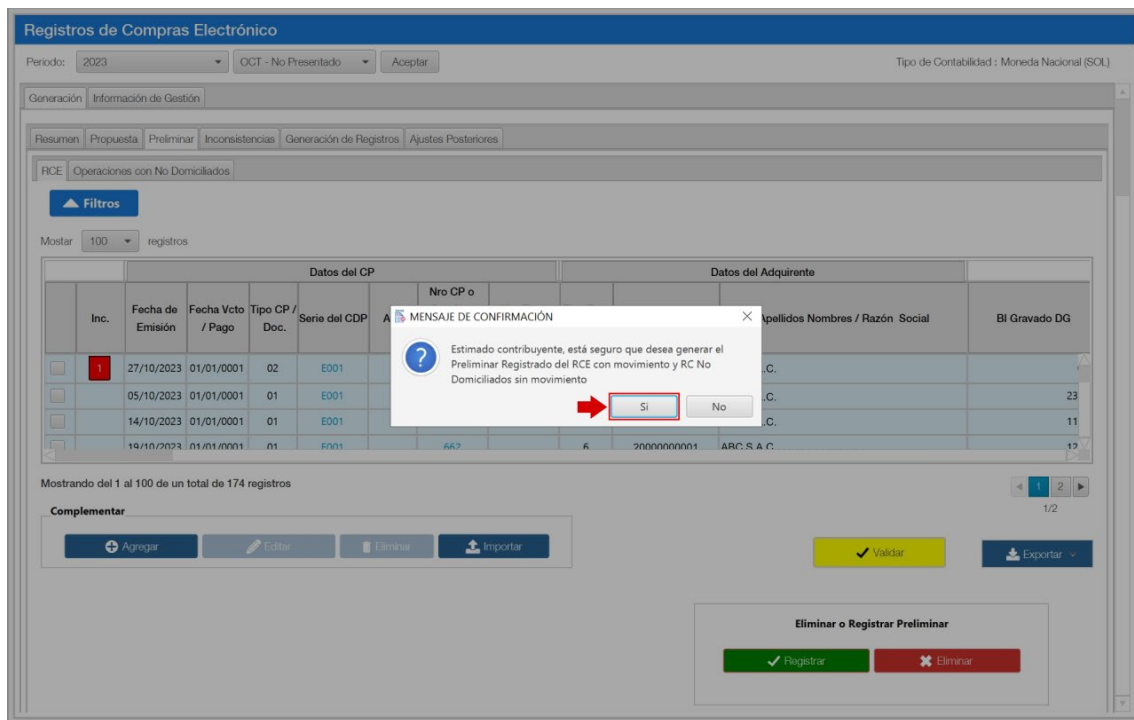 Registros de Compras Electrónico
Periodo: 2023 OCT - No Presentado Aceptar Tipo de Contabilidad : Moneda Nacional (SOL)
Generación Información de Gestión
Resumen Propuesta Preliminar Inconsistencias Generación de Registros Ajustes Posteriores
RCE Operaciones con No Domiciliados
Filtros
Mostar 100 registros
Datos del CP Datos del Adquirente
Nro CP o
Inc. Fecha de Emisión Fecha Vcto / Pago Tipo CP / Doc. Serie del CDP A Apellidos Nombres / Razón Social BI Gravado DG
MENSAJE DE CONFIRMACIÓN
Estimado contribuyente, está seguro que desea generar el
Preliminar Registrado del RCE con movimiento y RC No
Domiciliados sin movimiento
Si No
1 27/10/2023 01/01/0001 02 E001 .C.
05/10/2023 01/01/0001 01 E001 .C. 23
14/10/2023 01/01/0001 01 E001 .C. 11
19/10/2023 01/01/0001 01 E001 662 6 20000000001 ABC S.A.C. 12
Mostrando del 1 al 100 de un total de 174 registros
1 2
1/2
Complementar
Agregar Editar Eliminar Importar
Validar Exportar
Eliminar o Registrar Preliminar
Registrar Eliminar